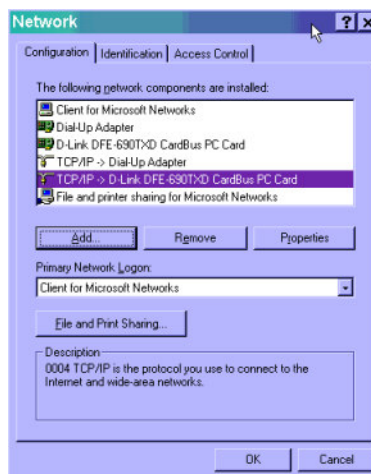 Network
Configuration Identification Access Control
The following network components are installed:
Client for Microsoft Networks
Dial-Up Adapter
D-Link DFE-690TXD CardBus PC Card
TCP/IP -> Dial-Up Adapter
TCP/IP -> D-Link DFE-690TXD CardBus PC Card
File and printer sharing for Microsoft Networks
Add... Remove Properties
Primary Network Logon:
Client for Microsoft Networks
File and Print Sharing...
Description
0004 TCP/IP is the protocol you use to connect to the
Internet and wide-area networks.
OK Cancel